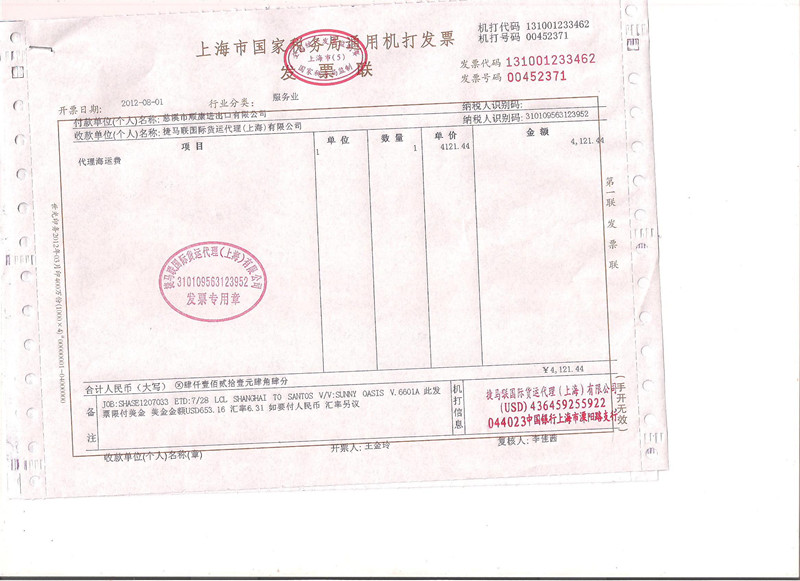 上海市国家税务局通用机打发票
发票联
上海市(5)
机打代码 131001233462
机打号码 00452371
发票代码 131001233462
发票号码 00452371
开票日期: 2012-08-01 行业分类: 服务业
付款单位(个人)名称: 慈溪市顺康进出口有限公司 纳税人识别码:
收款单位(个人)名称: 捷马联国际货运代理(上海)有限公司 纳税人识别码: 310109563123952
项目 单位 数量 单价 金额
代理海运费 1 1 4121.44 4,121.44
第一联 发票联
捷马联国际货运代理(上海)有限公司
310109563123952
发票专用章
¥4,121.44
合计人民币（大写） ⊗肆仟壹佰贰拾壹元肆角肆分
备注
JOB:SHASE1207033 ETD:7/28 LCL SHANGHAI TO SANTOS V/V:SUNNY OASIS V.6601A 此发
票限付美金 美金金额USD653.16 汇率6.31 如要付人民币 汇率另议
机打信息
捷马联国际货运代理（上海）有限公司
(USD) 436459255922
044023中国银行上海市溧阳路支行
(手开无效)
收款单位(个人)名称(章) 开票人: 王金玲 复核人: 李佳茜